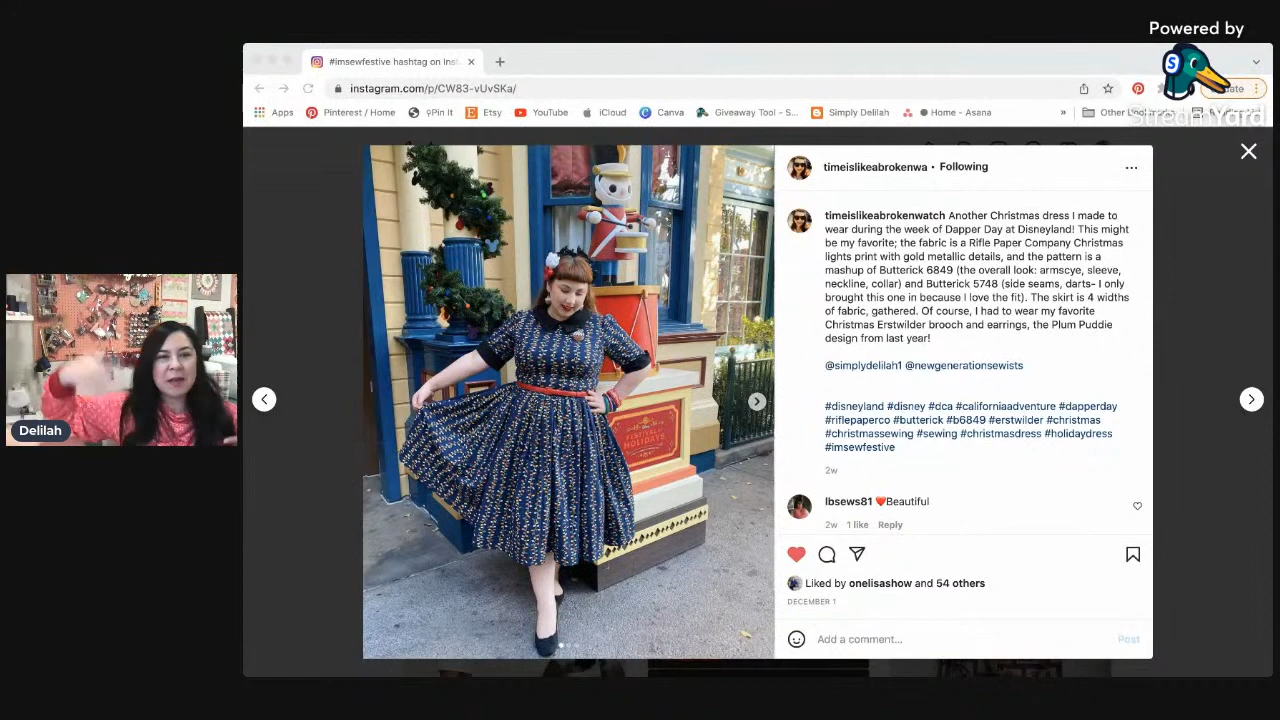 Powered by
StreamYard
#imsewfestive hashtag on Inst
instagram.com/p/CW83-vUvSKa/
Apps
Pinterest / Home
Pin It
Etsy
YouTube
iCloud
Canva
Giveaway Tool - S...
Simply Delilah
Home - Asana
»
timeislikeabrokenwa • Following
timeislikeabrokenwatch Another Christmas dress I made to
wear during the week of Dapper Day at Disneyland! This might
be my favorite; the fabric is a Rifle Paper Company Christmas
lights print with gold metallic details, and the pattern is a
mashup of Butterick 6849 (the overall look: armscye, sleeve,
neckline, collar) and Butterick 5748 (side seams, darts- I only
brought this one in because I love the fit). The skirt is 4 widths
of fabric, gathered. Of course, I had to wear my favorite
Christmas Erstwilder brooch and earrings, the Plum Puddie
design from last year!
@simplydelilah1 @newgenerationsewists
#disneyland #disney #dca #californiaadventure #dapperday
#riflepaperco #butterick #b6849 #erstwilder #christmas
#christmassewing #sewing #christmasdress #holidaydress
#imsewfestive
2w
lbsews81 ❤️Beautiful
2w 1 like Reply
Liked by onelisashow and 54 others
DECEMBER 1
Add a comment...
Post
FESTIVAL
HOLIDAYS
Delilah